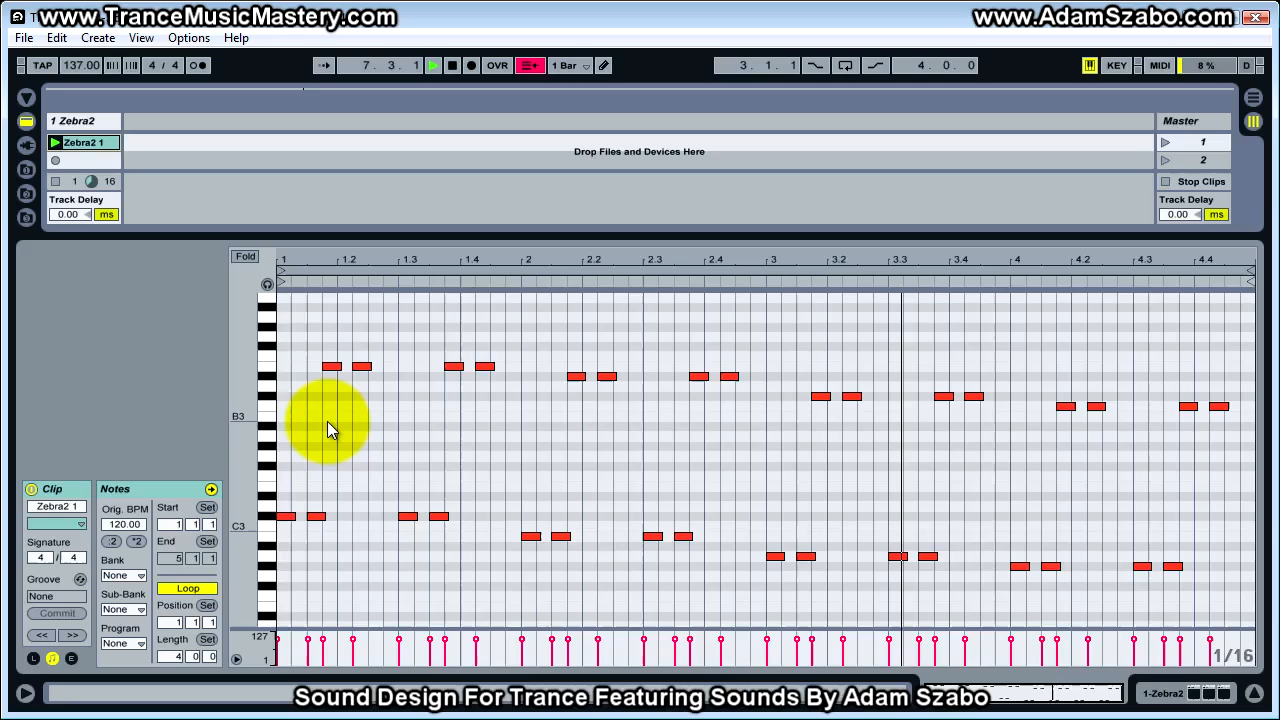 www.TranceMusicMastery.com
www.AdamSzabo.com
File Edit Create View Options Help
TAP 137.00 4 / 4 7. 3. 1 OVR 1 Bar 3. 1. 1 4. 0. 0 KEY MIDI 8 % D
1 Zebra2 Master
Zebra2 1 Drop Files and Devices Here 1
2
1 16 Stop Clips
Track Delay Track Delay
0.00 ms 0.00 ms
Fold 1 1.2 1.3 1.4 2 2.2 2.3 2.4 3 3.2 3.3 3.4 4 4.2 4.3 4.4
B3
C3
Clip Notes
Zebra2 1 Orig. BPM Start Set
120.00 1 1 1
Signature :2 *2 End Set
4 / 4 Bank 5 1 1
Groove None Loop
None Sub-Bank Position Set
Commit None 1 1 1
<< >> Program Length Set
None 4 0 0
L E
127
1
1/16
Sound Design For Trance Featuring Sounds By Adam Szabo
1-Zebra2